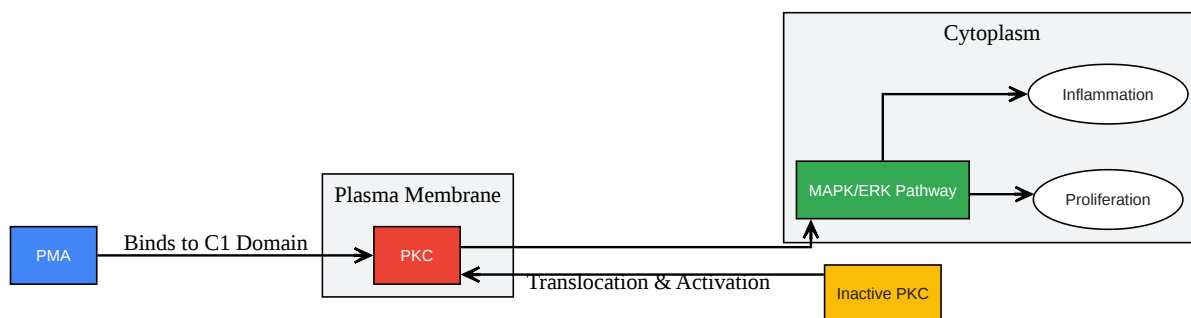 Cytoplasm
Inflammation
Plasma Membrane
MAPK/ERK Pathway
Proliferation
PMA
Binds to C1 Domain
PKC
Translocation & Activation
Inactive PKC